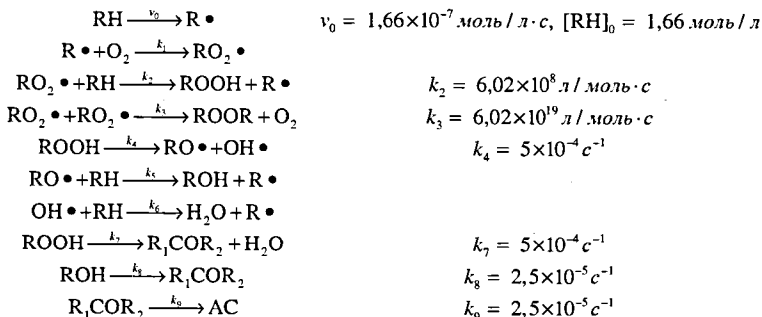 RH —v₀→ R • v₀ = 1,66×10⁻⁷ моль / л· с, [RH]₀ = 1,66 моль / л
R •+O₂ —k₁→ RO₂ •
RO₂ •+RH —k₂→ ROOH + R • k₂ = 6,02×10⁸ л / моль · с
RO₂ •+RO₂ • —k₃→ ROOR + O₂ k₃ = 6,02×10¹⁹ л / моль · с
ROOH —k₄→ RO •+OH • k₄ = 5×10⁻⁴ с⁻¹
RO •+RH —k₅→ ROH + R •
OH •+RH —k₆→ H₂O + R •
ROOH —k₇→ R₁COR₂ + H₂O k₇ = 5×10⁻⁴ с⁻¹
ROH —k₈→ R₁COR₂ k₈ = 2,5×10⁻⁵ с⁻¹
R₁COR₂ —k₉→ AC k₉ = 2,5×10⁻⁵ с⁻¹